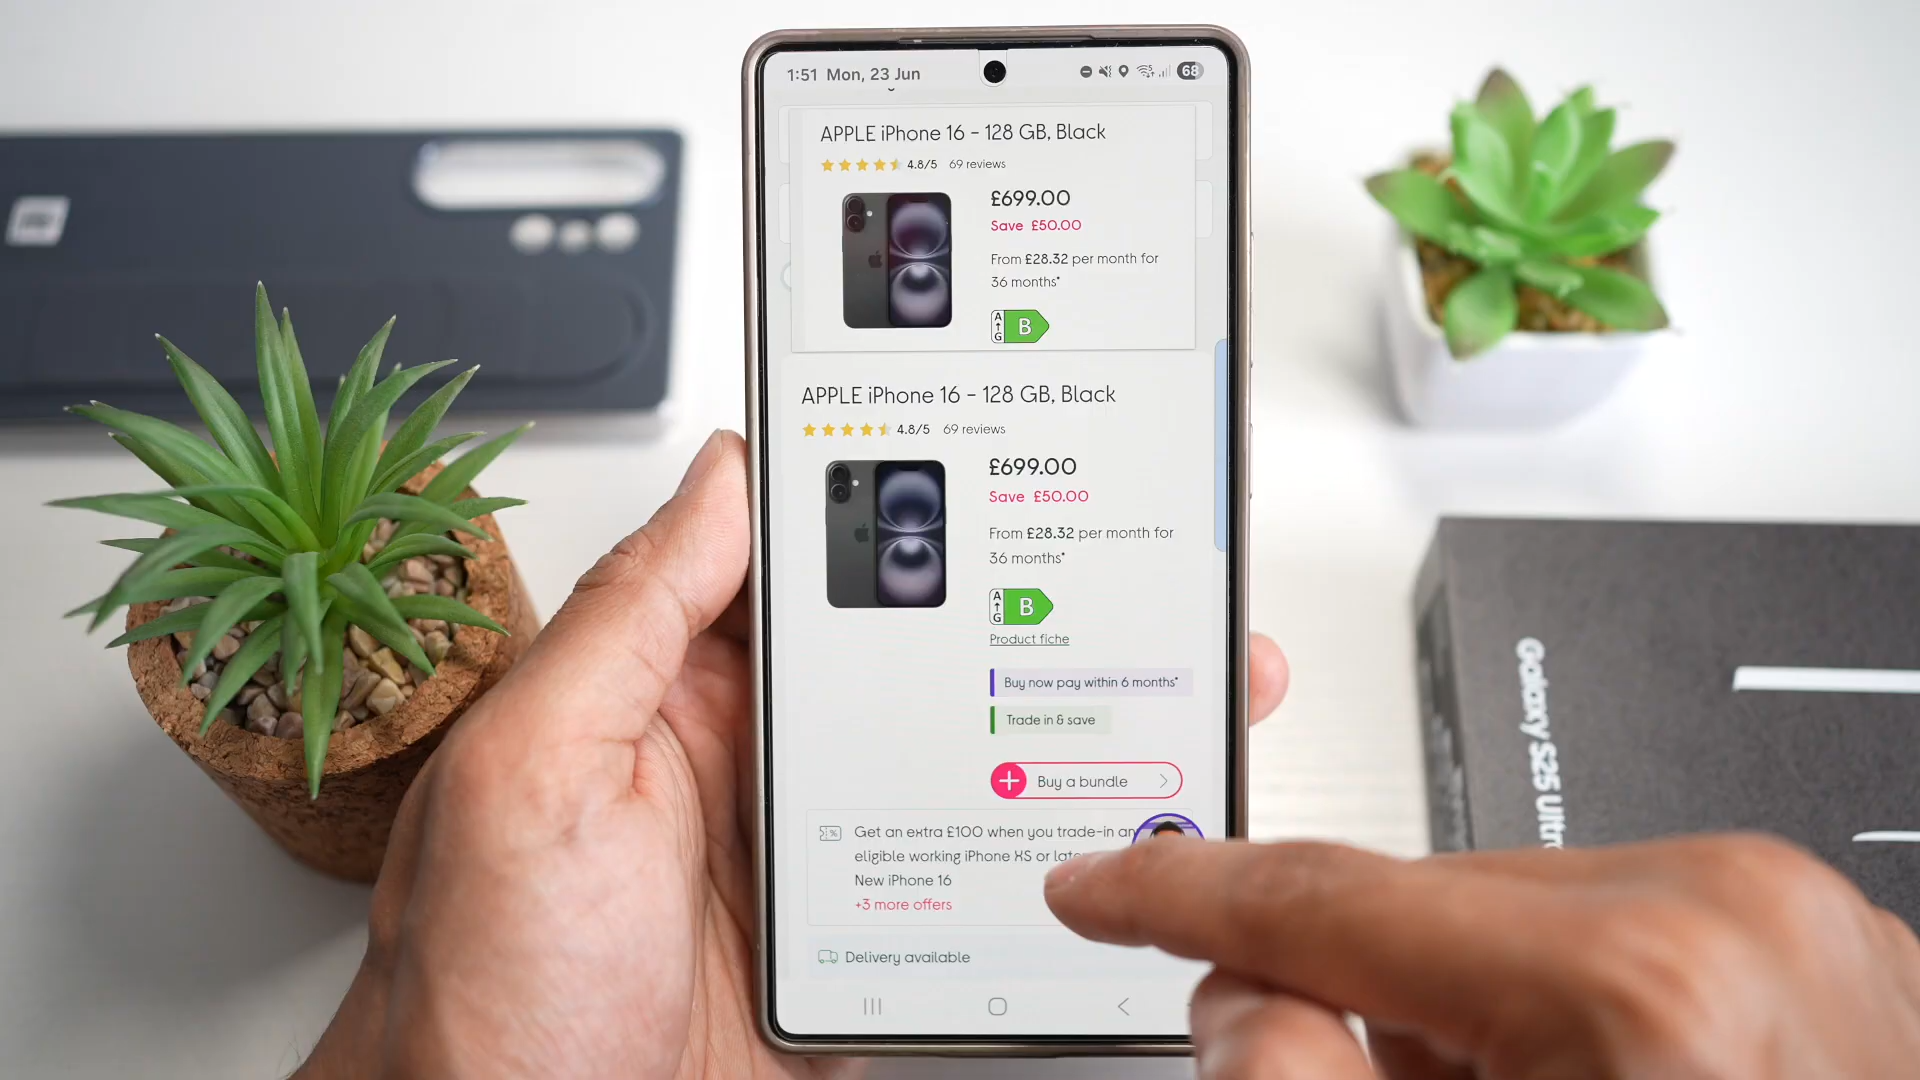 1:51 Mon, 23 Jun
68
APPLE iPhone 16 - 128 GB, Black
4.8/5 69 reviews
£699.00
Save £50.00
From £28.32 per month for
36 months*
A
G
B
APPLE iPhone 16 - 128 GB, Black
4.8/5 69 reviews
£699.00
Save £50.00
From £28.32 per month for
36 months*
A
G
B
Product fiche
Buy now pay within 6 months*
Trade in & save
Buy a bundle
Get an extra £100 when you trade-in an
eligible working iPhone XS or
New iPhone 16
+3 more offers
Delivery available
Galaxy S25 Ultra